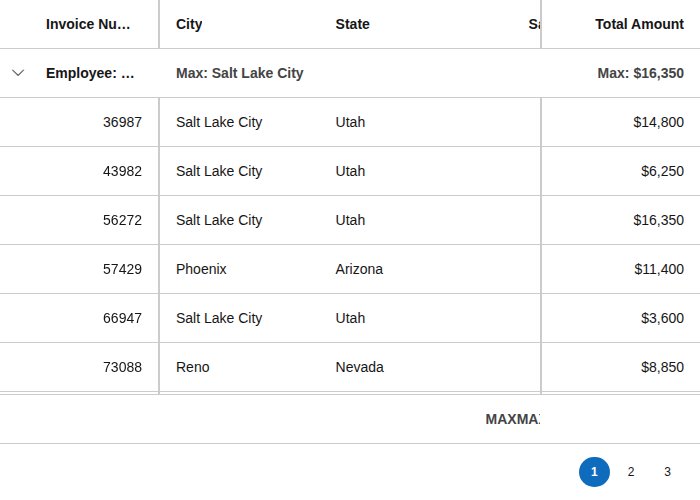 Invoice Nu... City State Sa Total Amount
Employee: ... Max: Salt Lake City Max: $16,350
36987 Salt Lake City Utah $14,800
43982 Salt Lake City Utah $6,250
56272 Salt Lake City Utah $16,350
57429 Phoenix Arizona $11,400
66947 Salt Lake City Utah $3,600
73088 Reno Nevada $8,850
MAXMA
1 2 3